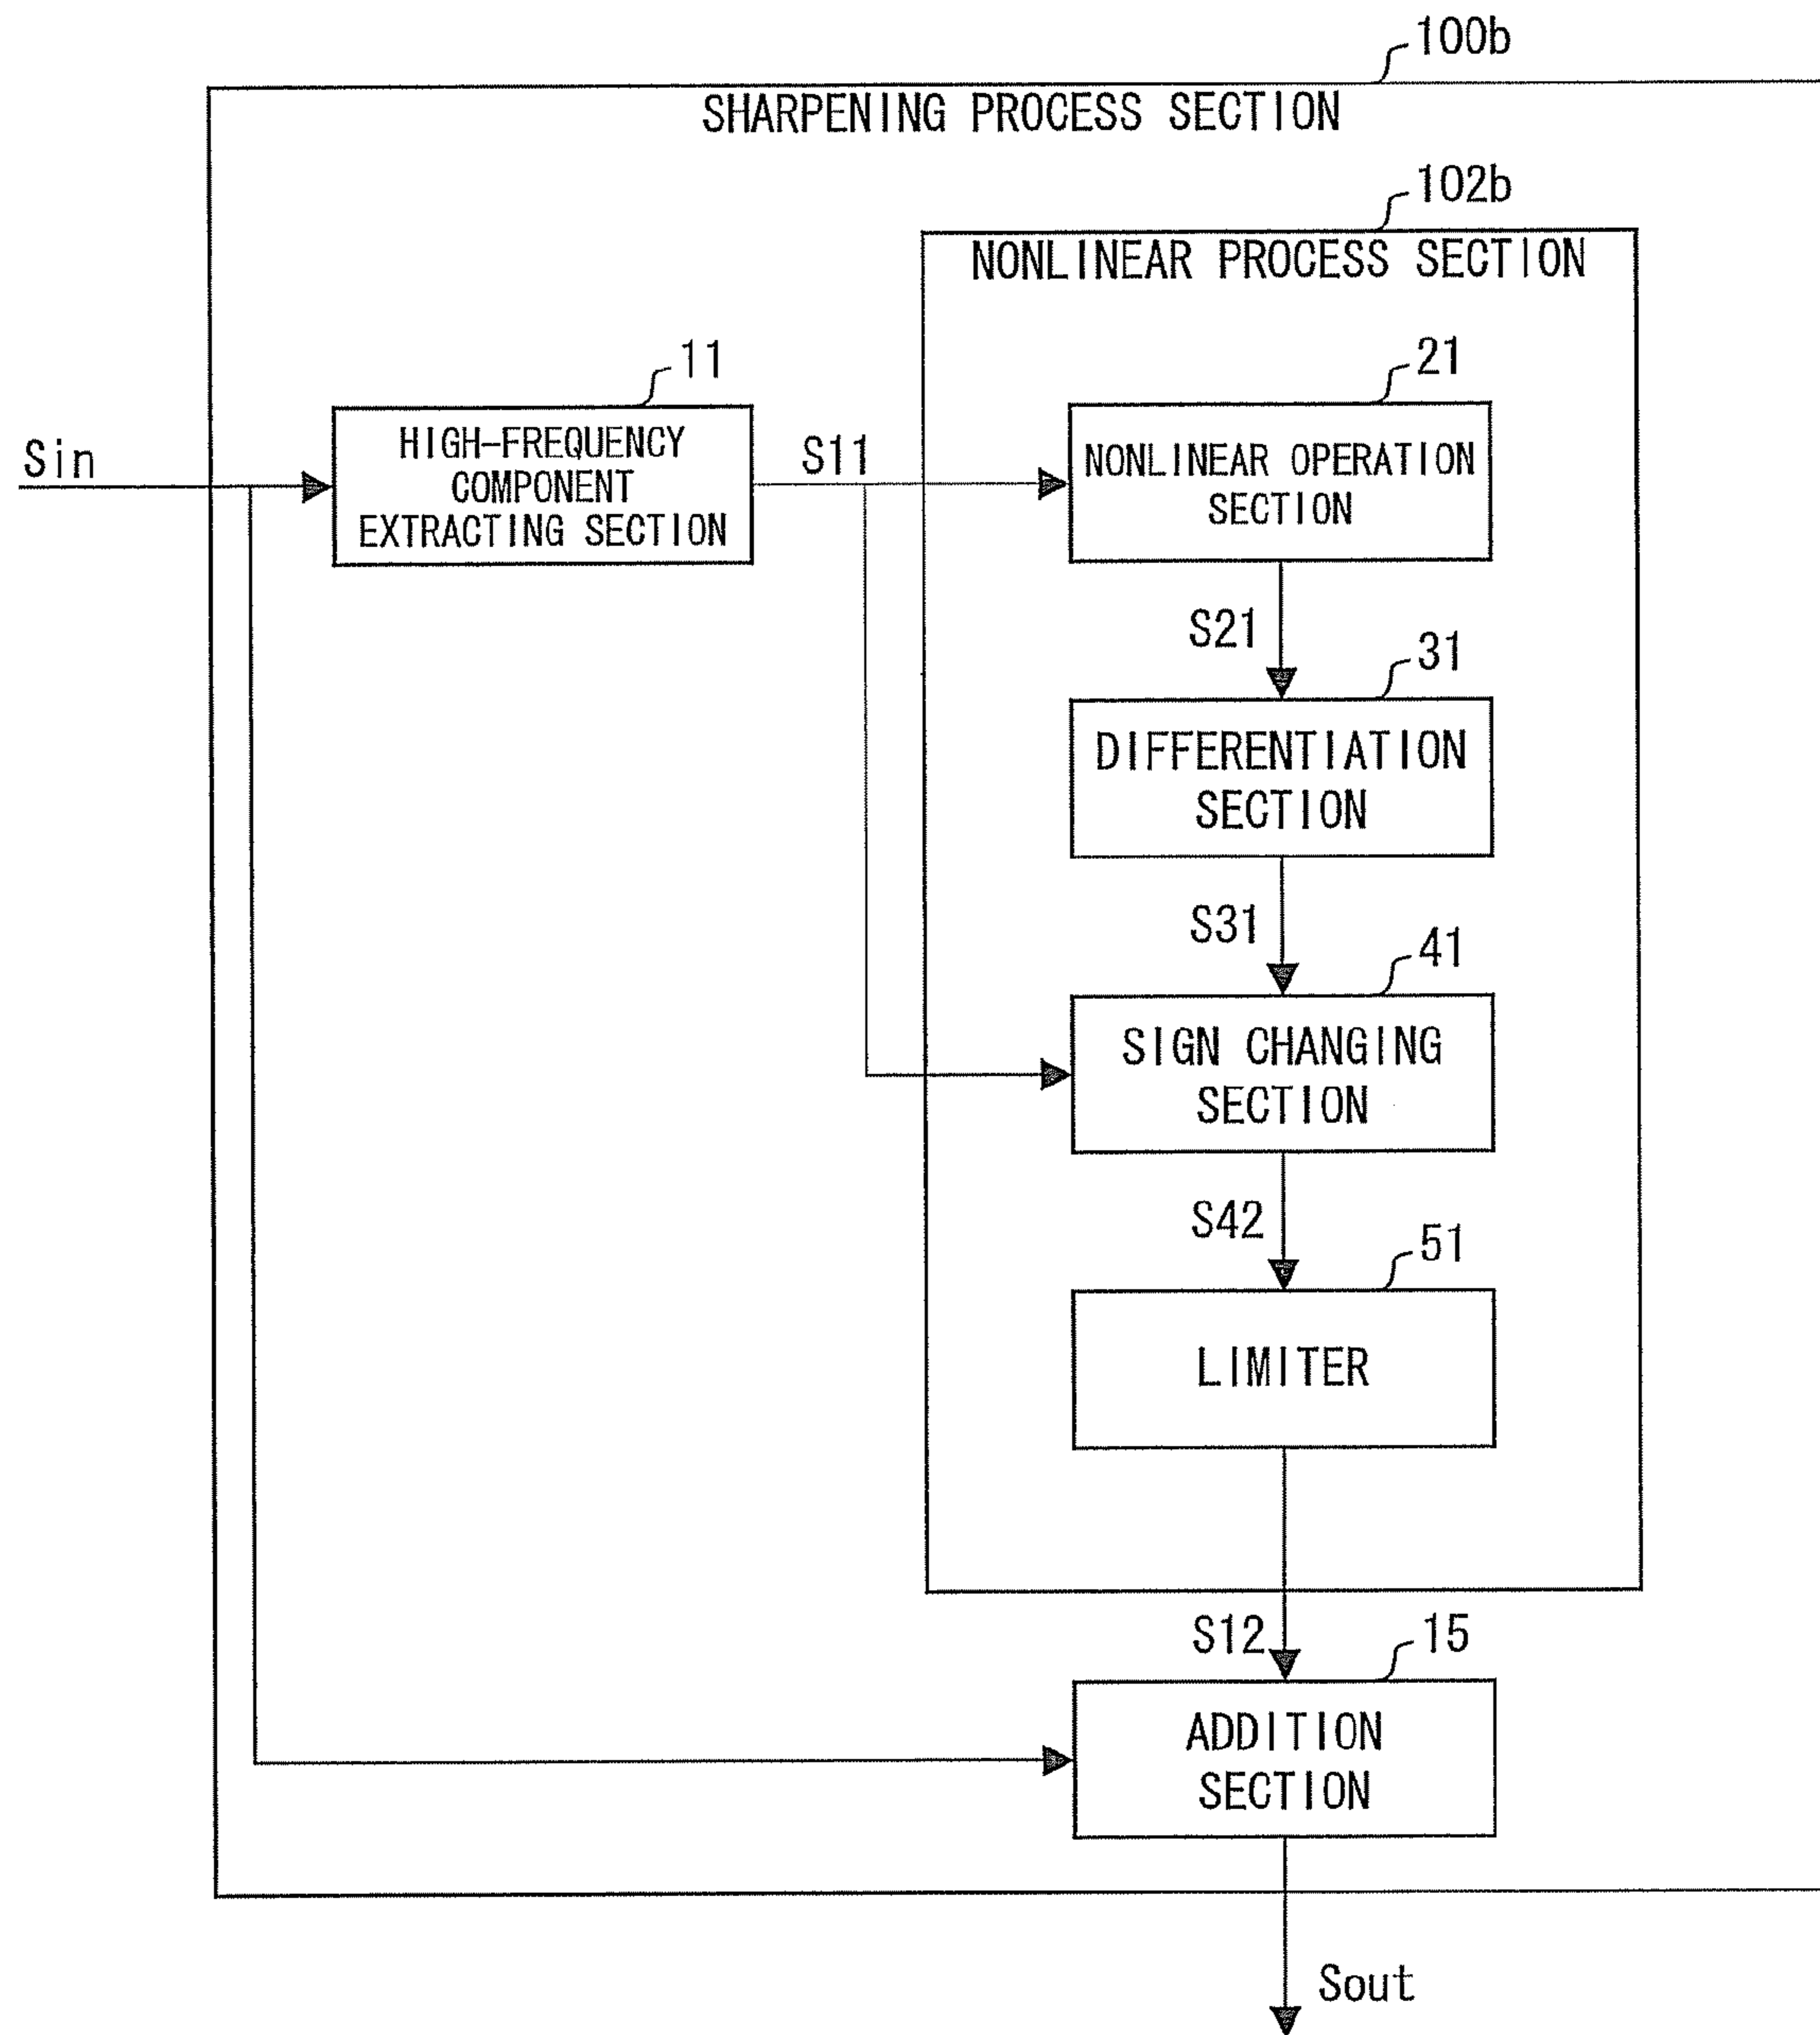 100b
SHARPENING PROCESS SECTION
102b
NONLINEAR PROCESS SECTION
11
21
Sin
HIGH-FREQUENCY
COMPONENT
EXTRACTING SECTION
S11
NONLINEAR OPERATION
SECTION
S21
31
DIFFERENTIATION
SECTION
S31
41
SIGN CHANGING
SECTION
S42
51
LIMITER
S12
15
ADDITION
SECTION
Sout